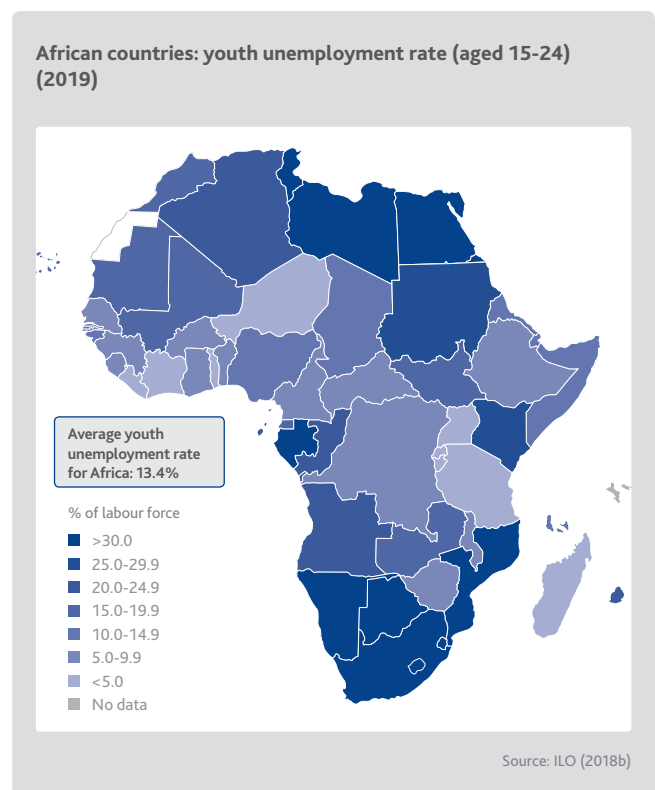 African countries: youth unemployment rate (aged 15-24)
(2019)
Average youth
unemployment rate
for Africa: 13.4%
% of labour force
>30.0
25.0-29.9
20.0-24.9
15.0-19.9
10.0-14.9
5.0-9.9
<5.0
No data
Source: ILO (2018b)